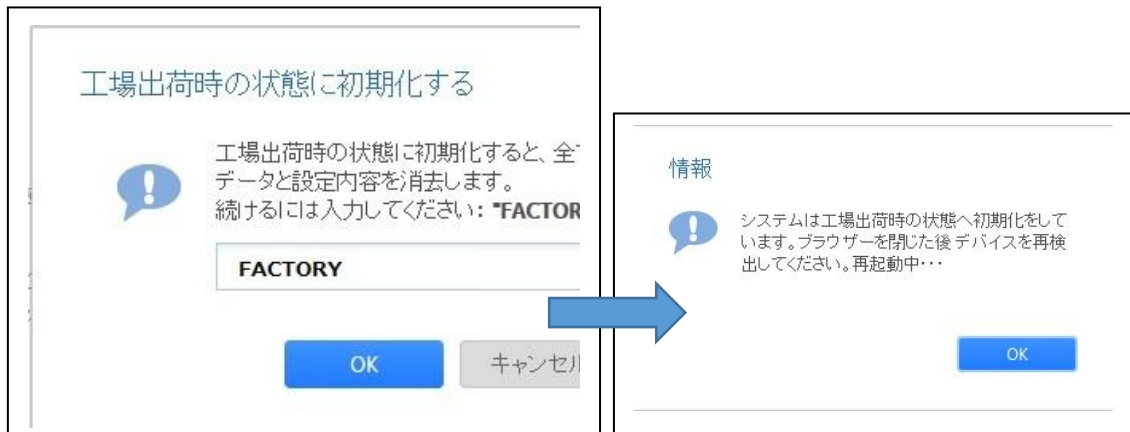 工場出荷時の状態に初期化する
工場出荷時の状態に初期化すると、全
データと設定内容を消去します。
続けるには入力してください: "FACTOR
FACTORY
OK
キャンセル
情報
システムは工場出荷時の状態へ初期化をして
います。ブラウザーを閉じた後デバイスを再検
出してください。再起動中・・・
OK